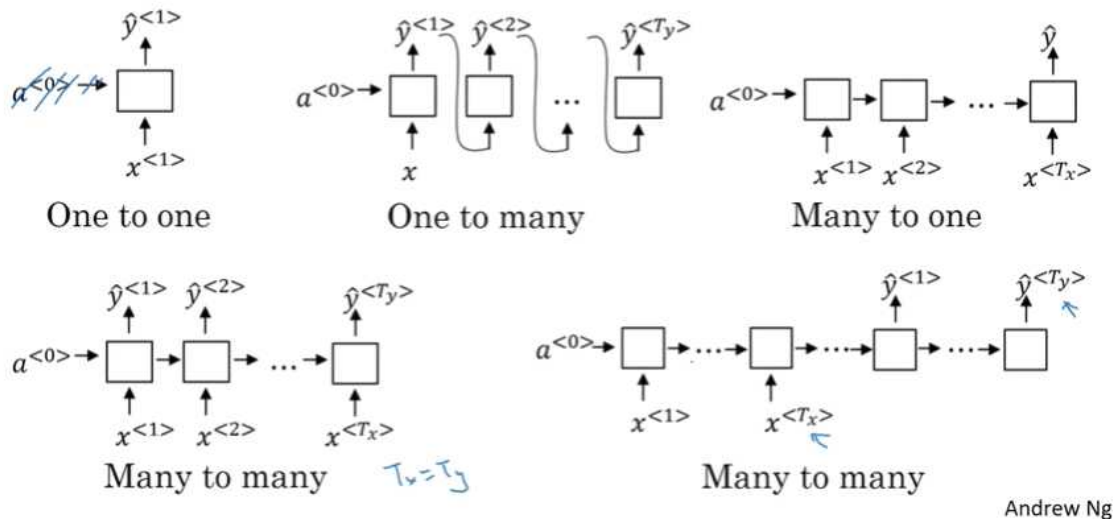 ŷ<1>
a<0>
x<1>
One to one
ŷ<1> ŷ<2> ŷ<Ty>
a<0> ...
x
One to many
ŷ
a<0> ...
x<1> x<2> x<Tx>
Many to one
ŷ<1> ŷ<2> ŷ<Ty>
a<0> ...
x<1> x<2> x<Tx>
Many to many
Tx=Ty
ŷ<1> ŷ<Ty>
a<0> ... ... ...
x<1> x<Tx>
Many to many
Andrew Ng